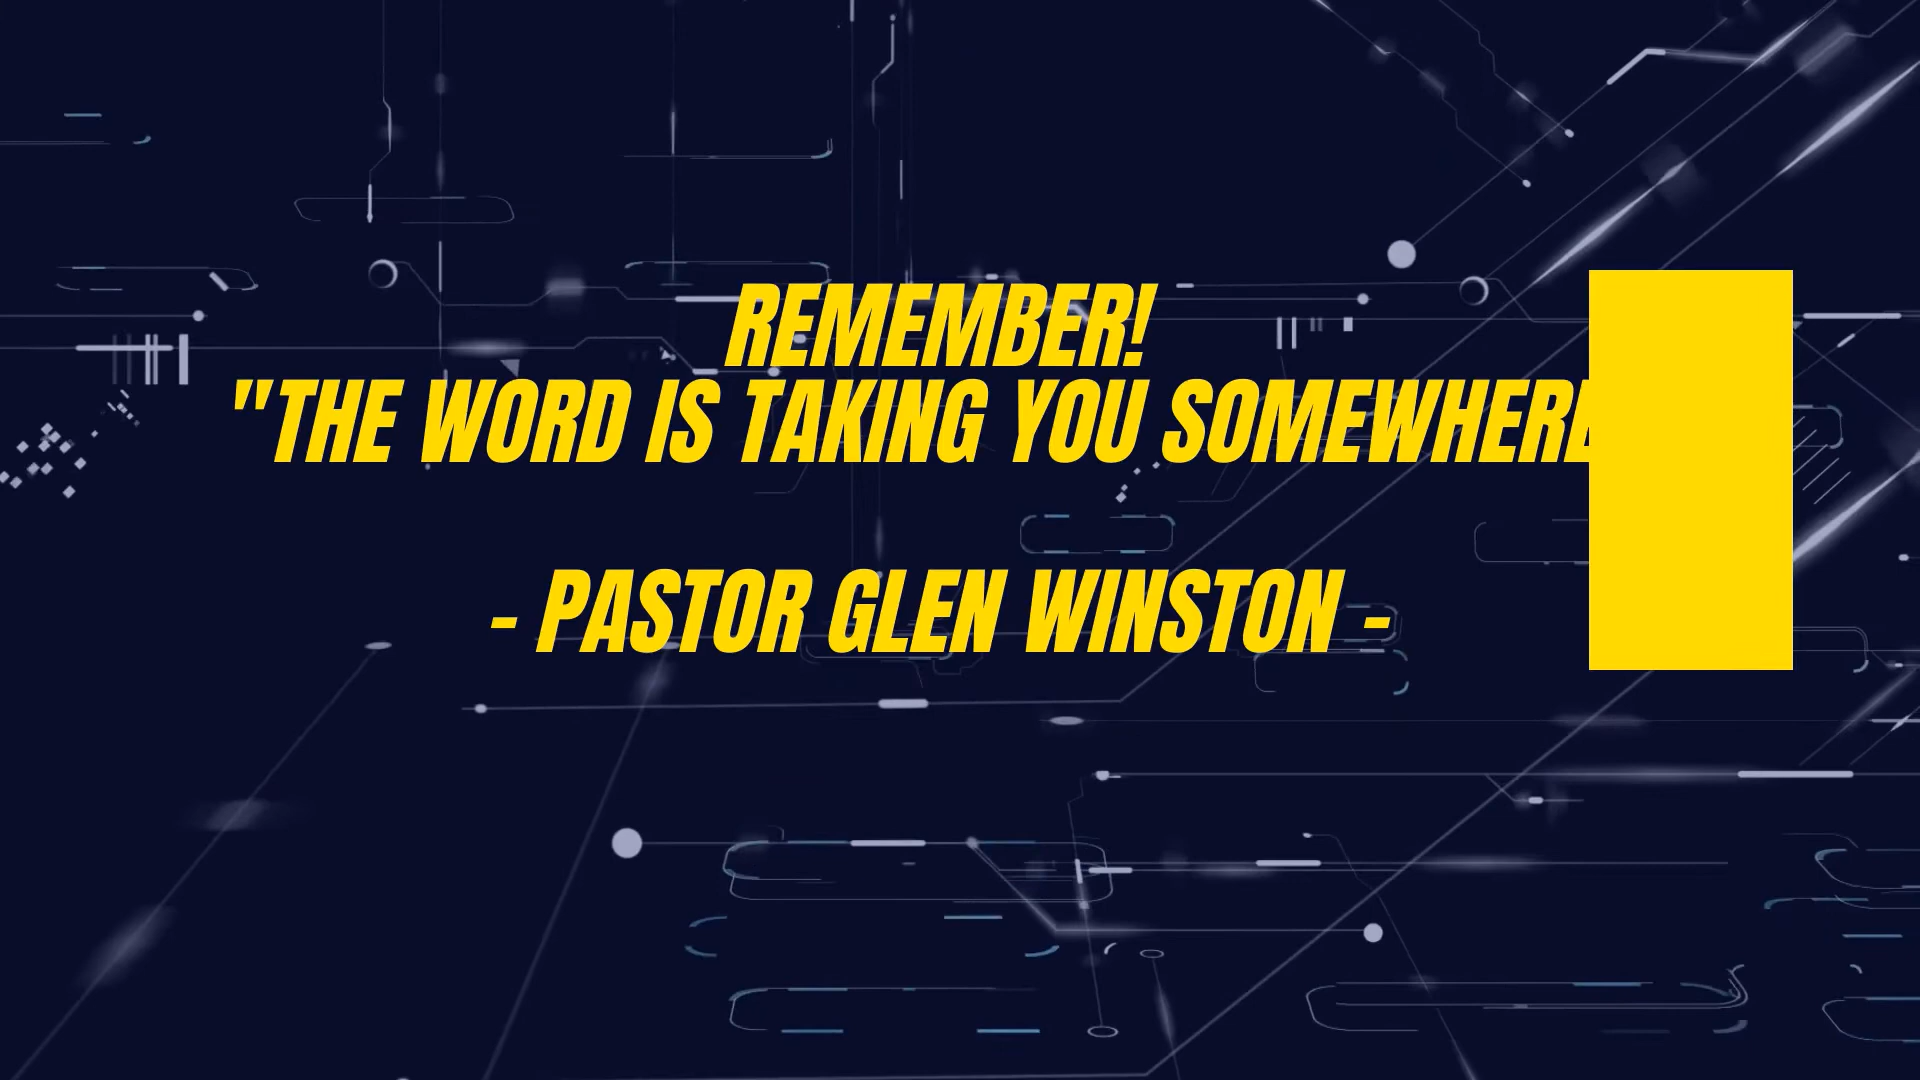 REMEMBER!
"THE WORD IS TAKING YOU SOMEWHERE
- PASTOR GLEN WINSTON -